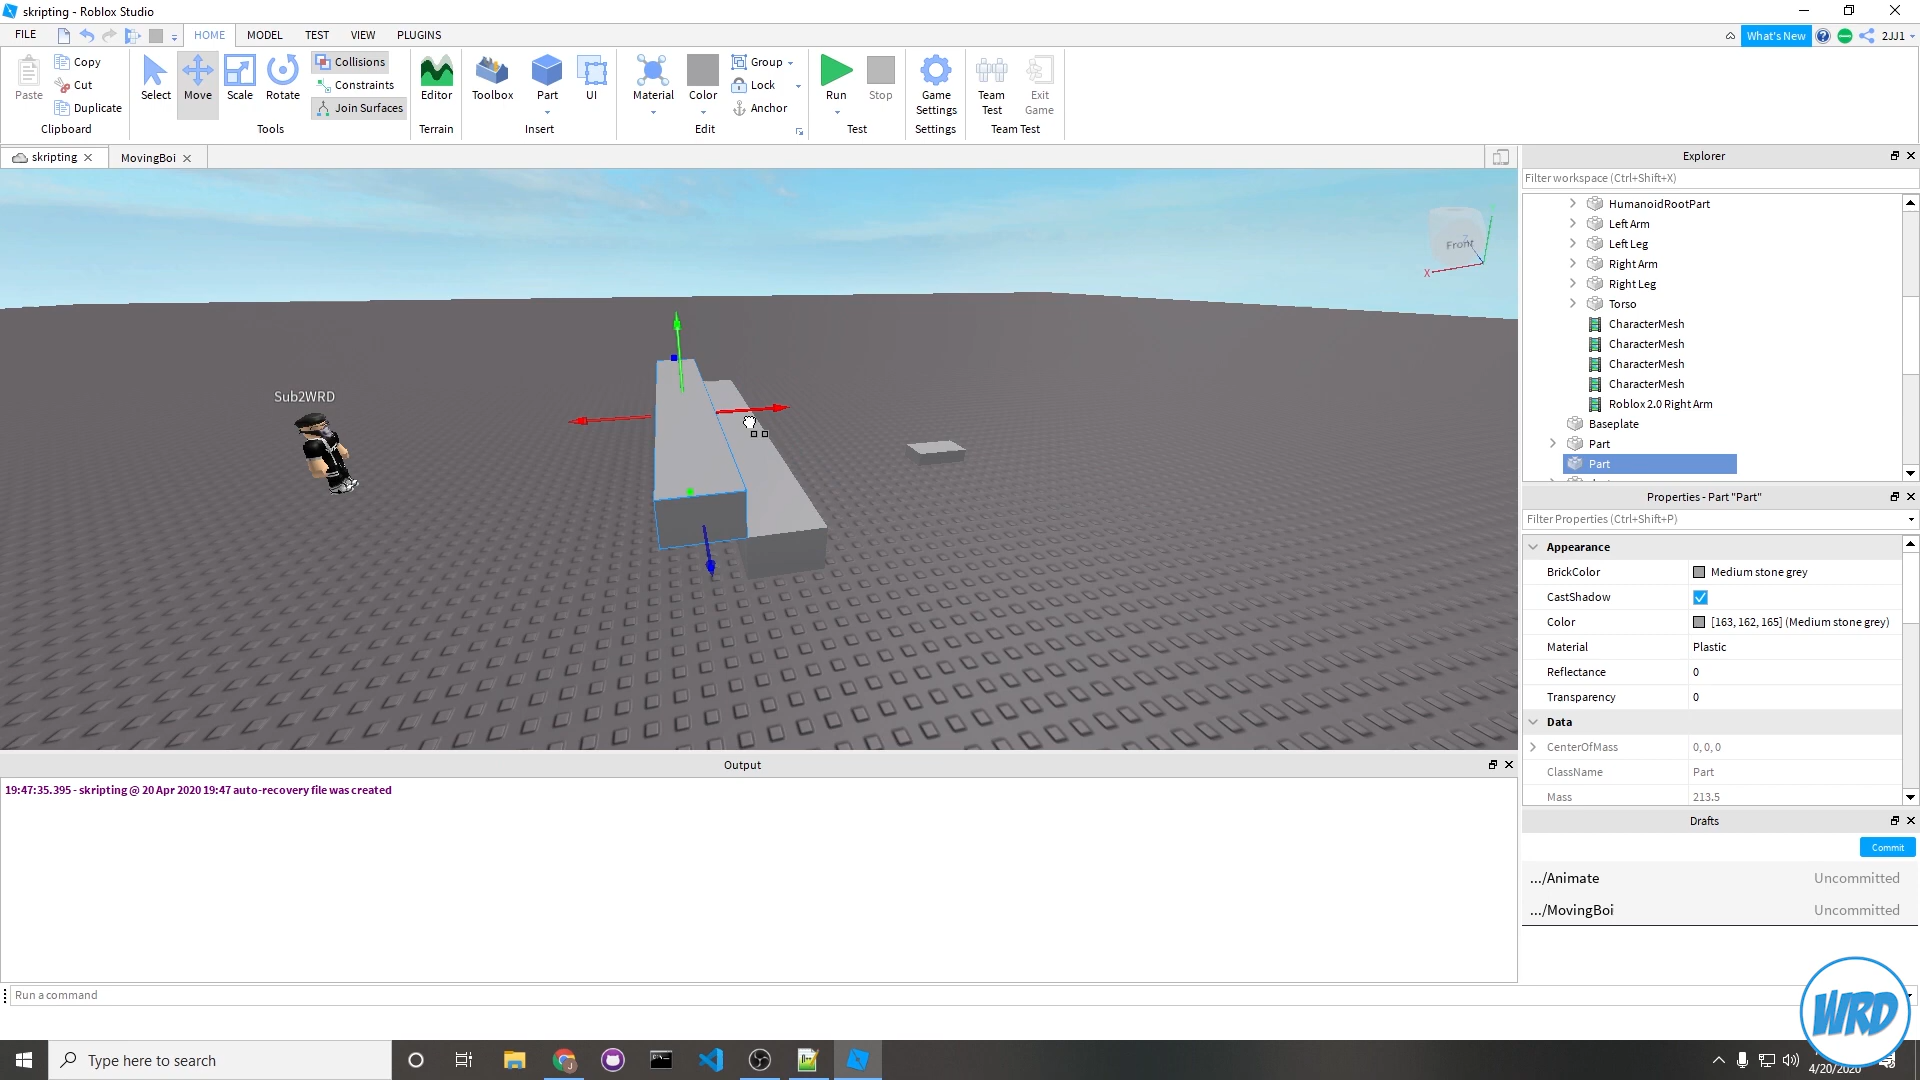 skripting - Roblox Studio
FILE
HOME
MODEL
TEST
VIEW
PLUGINS
What's New
2JJ1
Paste
Copy
Cut
Duplicate
Clipboard
Select
Move
Scale
Rotate
Collisions
Constraints
Join Surfaces
Tools
Editor
Terrain
Toolbox
Part
UI
Insert
Material
Color
Group
Lock
Anchor
Edit
Run
Stop
Test
Game
Settings
Settings
Team
Test
Exit
Game
Team Test
skripting
MovingBoi
Sub2WRD
Front
X
Explorer
Filter workspace (Ctrl+Shift+X)
HumanoidRootPart
Left Arm
Left Leg
Right Arm
Right Leg
Torso
CharacterMesh
CharacterMesh
CharacterMesh
CharacterMesh
Roblox 2.0 Right Arm
Baseplate
Part
Part
Properties - Part "Part"
Filter Properties (Ctrl+Shift+P)
Appearance
BrickColor Medium stone grey
CastShadow
Color [163, 162, 165] (Medium stone grey)
Material Plastic
Reflectance 0
Transparency 0
Data
CenterOfMass 0, 0, 0
ClassName Part
Mass 213.5
Drafts
Commit
.../Animate Uncommitted
.../MovingBoi Uncommitted
Output
19:47:35.395 - skripting @ 20 Apr 2020 19:47 auto-recovery file was created
Run a command
WRD
Type here to search
4/20/2020